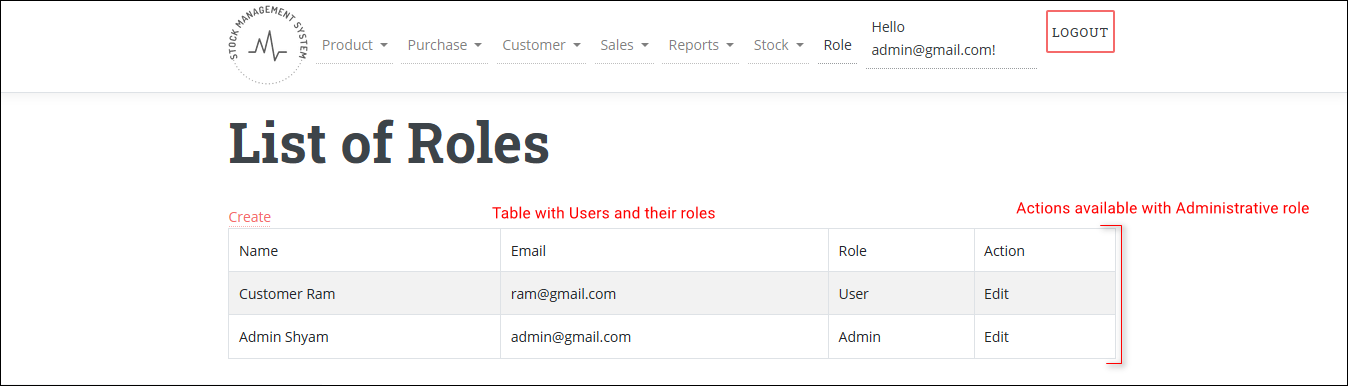 STOCK MANAGEMENT SYSTEM
Product Purchase Customer Sales Reports Stock Role
Hello
admin@gmail.com!
LOGOUT
List of Roles
Create
Table with Users and their roles
Actions available with Administrative role
Name Email Role Action
Customer Ram ram@gmail.com User Edit
Admin Shyam admin@gmail.com Admin Edit